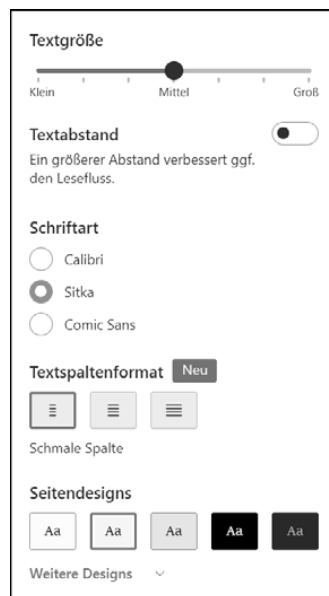 Textgröße
Klein Mittel Groß
Textabstand
Ein größerer Abstand verbessert ggf.
den Lesefluss.
Schriftart
Calibri
Sitka
Comic Sans
Textspaltenformat Neu
Schmale Spalte
Seitendesigns
Aa Aa Aa Aa Aa
Weitere Designs